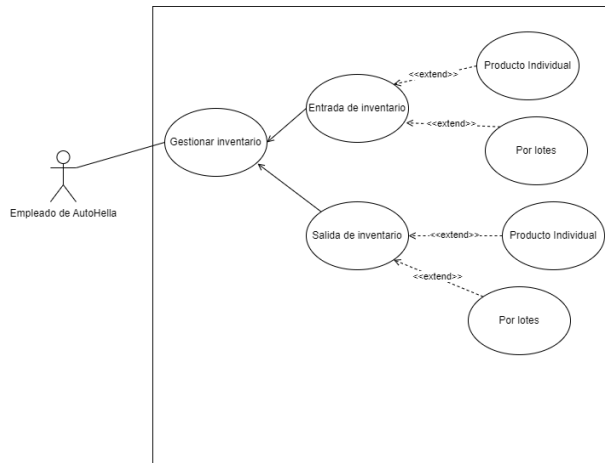 Producto Individual
<<extend>>
Entrada de inventario
<<extend>>
Por lotes
Gestionar inventario
Empleado de AutoHella
Salida de inventario
<<extend>>
Producto Individual
<<extend>>
Por lotes